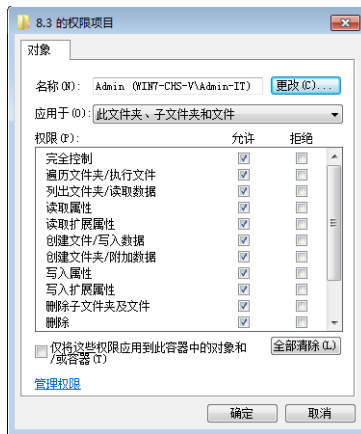 8.3 的权限项目
对象
名称(N): Admin (WIN7-CHS-V\Admin-IT) 更改(C)...
应用于(O): 此文件夹、子文件夹和文件
权限(P): 允许 拒绝
完全控制
遍历文件夹/执行文件
列出文件夹/读取数据
读取属性
读取扩展属性
创建文件/写入数据
创建文件夹/附加数据
写入属性
写入扩展属性
删除子文件夹及文件
删除
仅将这些权限应用到此容器中的对象和 全部清除(L)
/或容器(T)
管理权限
确定 取消